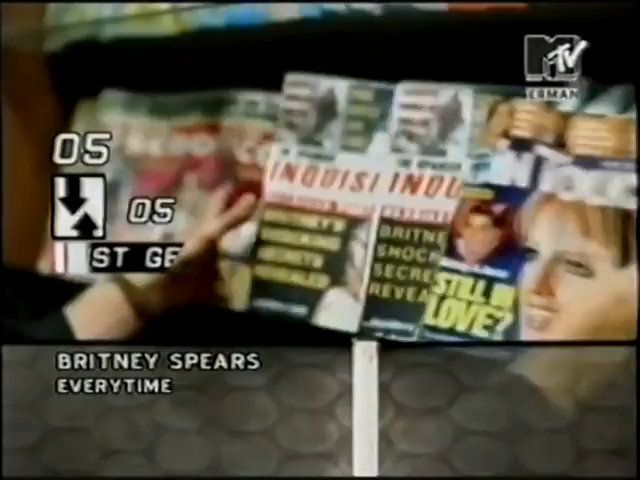 MTV
ERMAN
05
05
ST GE
INQUISI
INQU
BRITNEY'S
SHOCKING
SECRETS
REVEALED
BRITNE
SHOCK
SECRE
REVEA
STILL IN
LOVE?
BRITNEY SPEARS
EVERYTIME